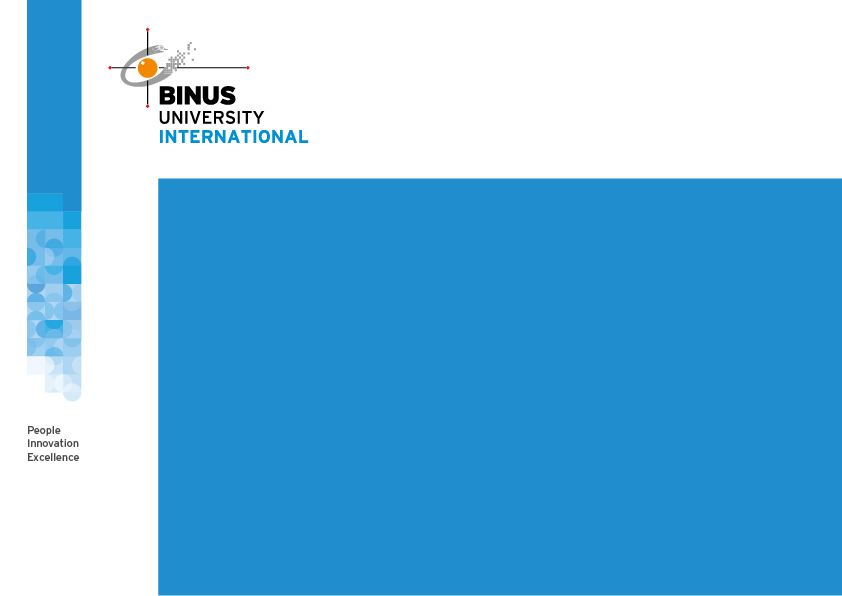 BINUS
UNIVERSITY
INTERNATIONAL
People
Innovation
Excellence